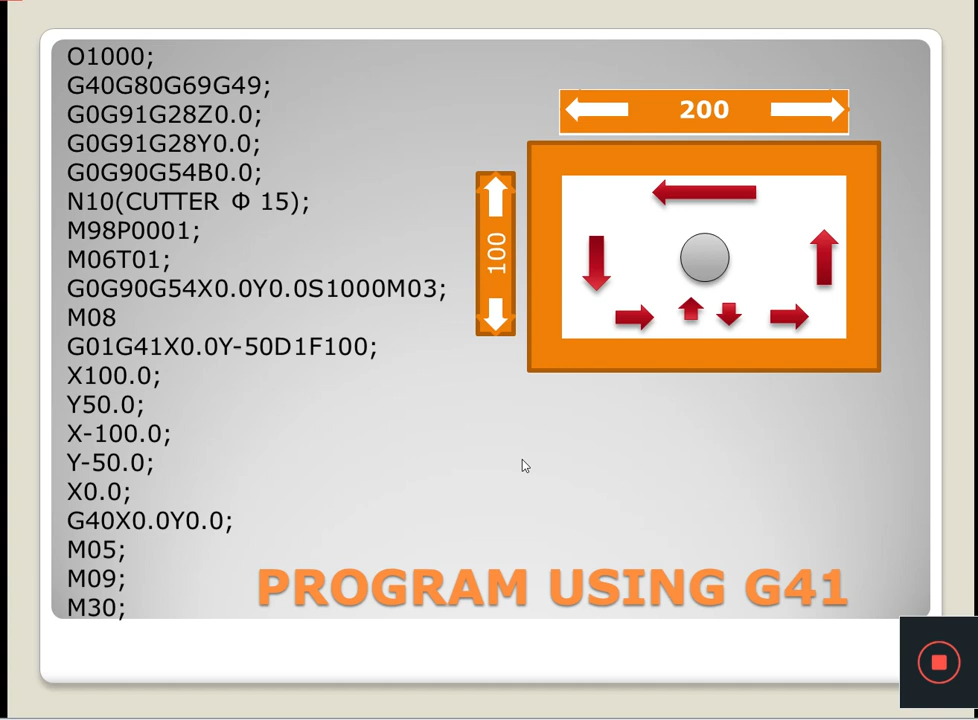 O1000;
G40G80G69G49;
G0G91G28Z0.0;
G0G91G28Y0.0;
G0G90G54B0.0;
N10(CUTTER Φ 15);
M98P0001;
M06T01;
G0G90G54X0.0Y0.0S1000M03;
M08
G01G41X0.0Y-50D1F100;
X100.0;
Y50.0;
X-100.0;
Y-50.0;
X0.0;
G40X0.0Y0.0;
M05;
M09;
M30;
200
100
PROGRAM USING G41